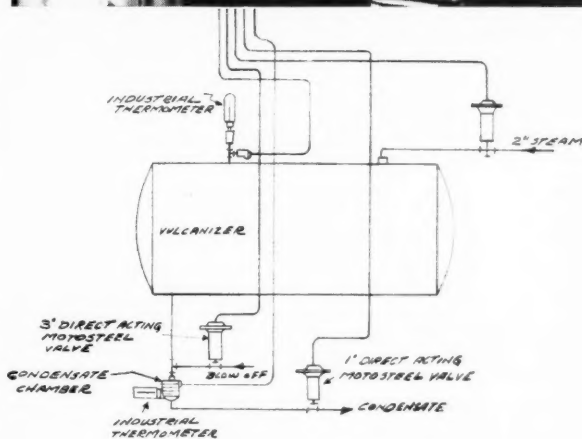 INDUSTRIAL
THERMOMETER
2" STEAM
VULCANIZER
3" DIRECT ACTING
MOTOSTEEL
VALVE
BLOW OFF
1" DIRECT ACTING
MOTOSTEEL VALVE
CONDENSATE
CHAMBER
CONDENSATE
INDUSTRIAL
THERMOMETER